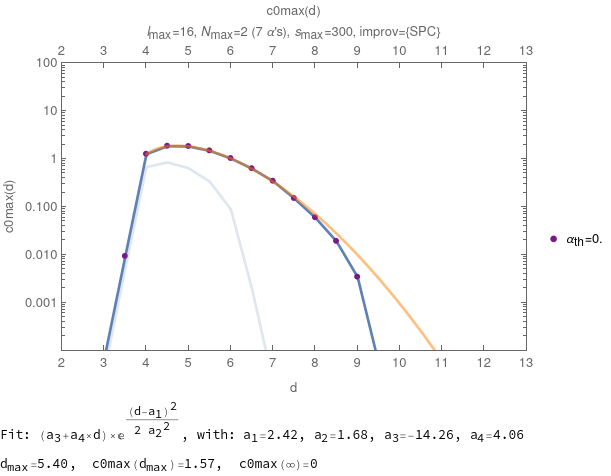 c0max(d)
lmax=16, Nmax=2 (7 α's), smax=300, improv={SPC}
2 3 4 5 6 7 8 9 10 11 12 13
100
10
1
0.100
0.010
0.001
c0max(d)
αth=0.
2 3 4 5 6 7 8 9 10 11 12 13
d
Fit: (a3+a4×d)×e^((d-a1)^2/(2 a2^2)), with: a1=2.42, a2=1.68, a3=-14.26, a4=4.06
dmax=5.40, c0max(dmax)=1.57, c0max(∞)=0